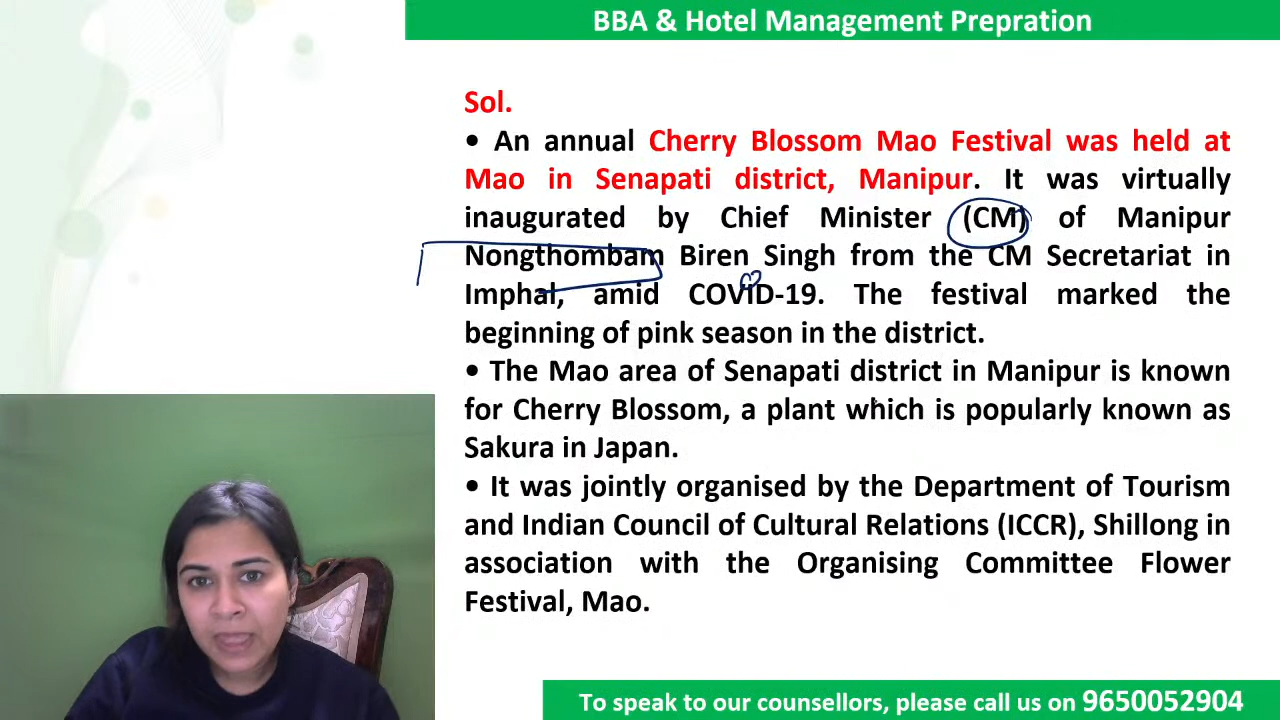 BBA & Hotel Management Prepration
Sol.
• An annual Cherry Blossom Mao Festival was held at
Mao in Senapati district, Manipur. It was virtually
inaugurated by Chief Minister (CM) of Manipur
Nongthombam Biren Singh from the CM Secretariat in
Imphal, amid COVID-19. The festival marked the
beginning of pink season in the district.
• The Mao area of Senapati district in Manipur is known
for Cherry Blossom, a plant which is popularly known as
Sakura in Japan.
• It was jointly organised by the Department of Tourism
and Indian Council of Cultural Relations (ICCR), Shillong in
association with the Organising Committee Flower
Festival, Mao.
To speak to our counsellors, please call us on 9650052904